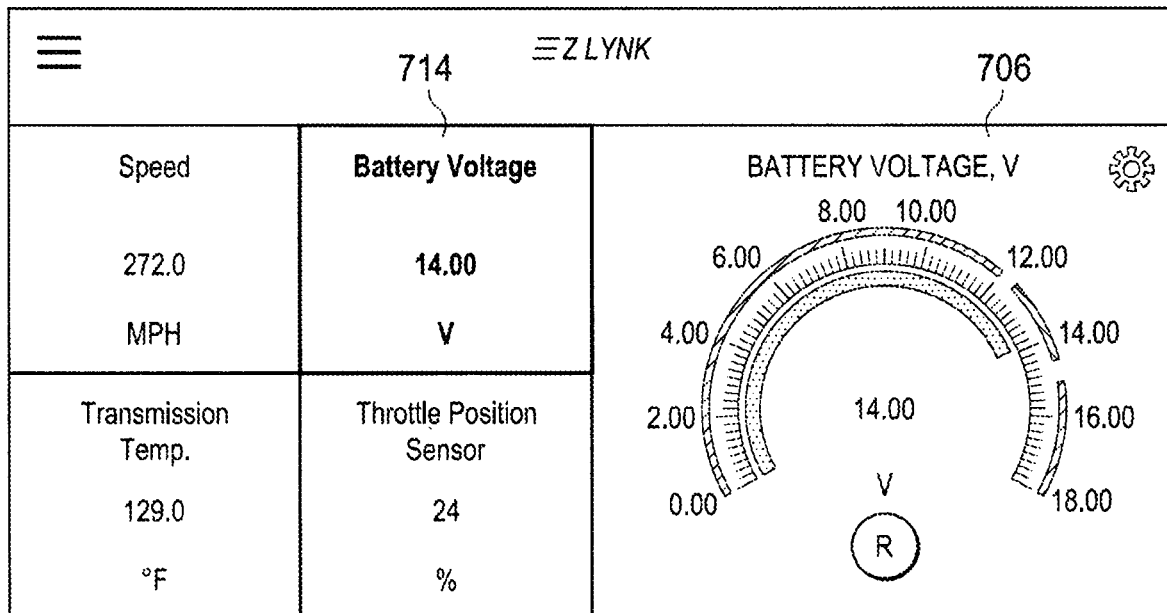 EZ LYNK
714
706
Speed
272.0
MPH
Battery Voltage
14.00
V
Transmission
Temp.
129.0
°F
Throttle Position
Sensor
24
%
BATTERY VOLTAGE, V
8.00 10.00
6.00 12.00
4.00 14.00
2.00 14.00 16.00
0.00 18.00
V
R